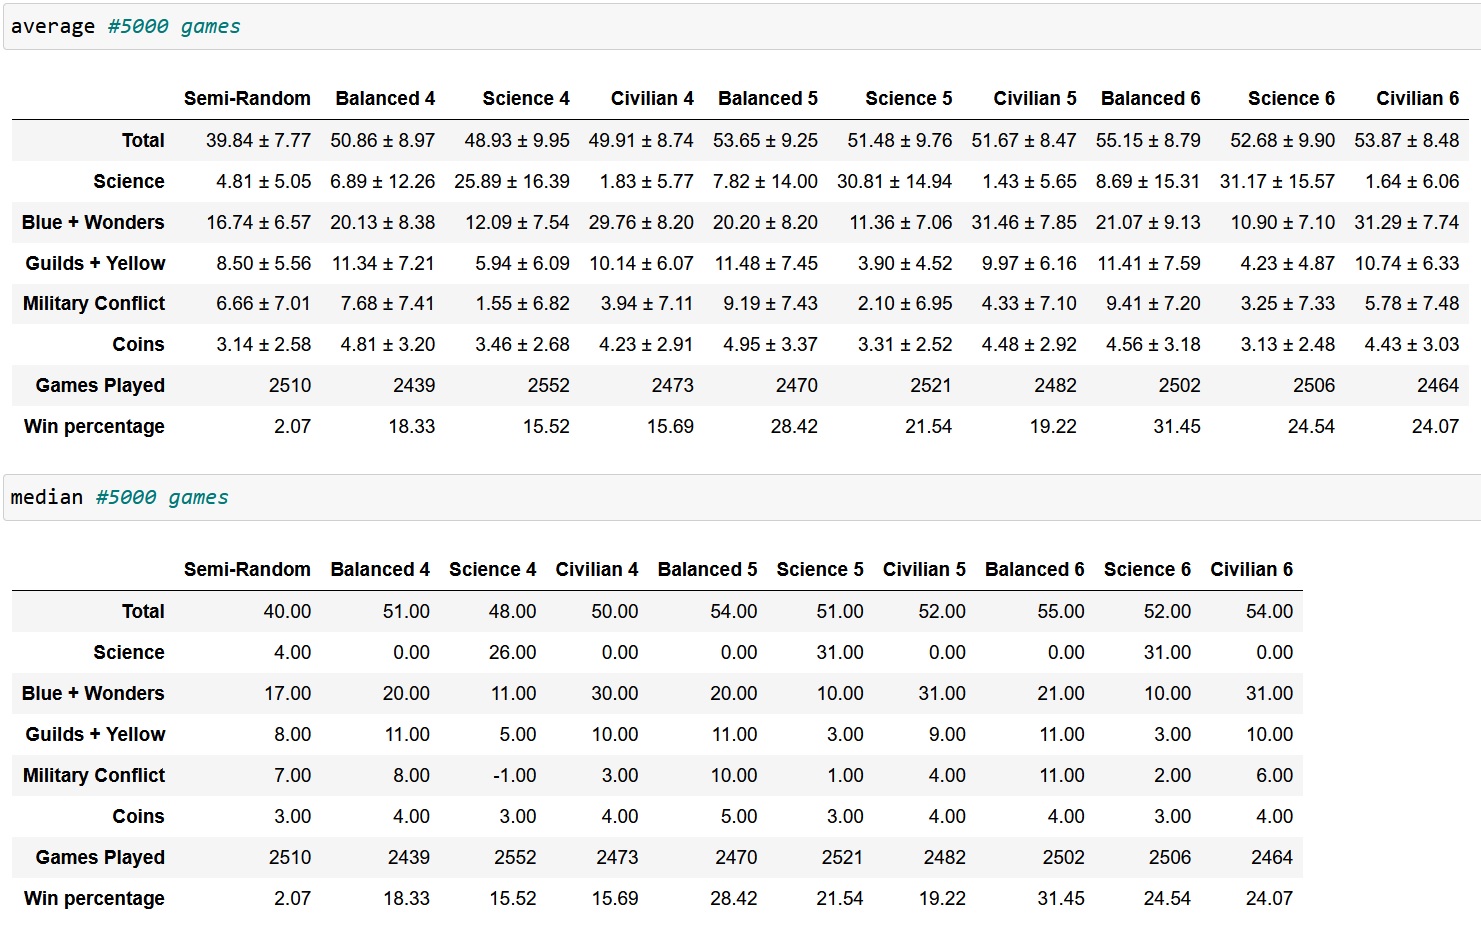 average #5000 games
Semi-Random Balanced 4 Science 4 Civilian 4 Balanced 5 Science 5 Civilian 5 Balanced 6 Science 6 Civilian 6
Total 39.84 ± 7.77 50.86 ± 8.97 48.93 ± 9.95 49.91 ± 8.74 53.65 ± 9.25 51.48 ± 9.76 51.67 ± 8.47 55.15 ± 8.79 52.68 ± 9.90 53.87 ± 8.48
Science 4.81 ± 5.05 6.89 ± 12.26 25.89 ± 16.39 1.83 ± 5.77 7.82 ± 14.00 30.81 ± 14.94 1.43 ± 5.65 8.69 ± 15.31 31.17 ± 15.57 1.64 ± 6.06
Blue + Wonders 16.74 ± 6.57 20.13 ± 8.38 12.09 ± 7.54 29.76 ± 8.20 20.20 ± 8.20 11.36 ± 7.06 31.46 ± 7.85 21.07 ± 9.13 10.90 ± 7.10 31.29 ± 7.74
Guilds + Yellow 8.50 ± 5.56 11.34 ± 7.21 5.94 ± 6.09 10.14 ± 6.07 11.48 ± 7.45 3.90 ± 4.52 9.97 ± 6.16 11.41 ± 7.59 4.23 ± 4.87 10.74 ± 6.33
Military Conflict 6.66 ± 7.01 7.68 ± 7.41 1.55 ± 6.82 3.94 ± 7.11 9.19 ± 7.43 2.10 ± 6.95 4.33 ± 7.10 9.41 ± 7.20 3.25 ± 7.33 5.78 ± 7.48
Coins 3.14 ± 2.58 4.81 ± 3.20 3.46 ± 2.68 4.23 ± 2.91 4.95 ± 3.37 3.31 ± 2.52 4.48 ± 2.92 4.56 ± 3.18 3.13 ± 2.48 4.43 ± 3.03
Games Played 2510 2439 2552 2473 2470 2521 2482 2502 2506 2464
Win percentage 2.07 18.33 15.52 15.69 28.42 21.54 19.22 31.45 24.54 24.07
median #5000 games
Semi-Random Balanced 4 Science 4 Civilian 4 Balanced 5 Science 5 Civilian 5 Balanced 6 Science 6 Civilian 6
Total 40.00 51.00 48.00 50.00 54.00 51.00 52.00 55.00 52.00 54.00
Science 4.00 0.00 26.00 0.00 0.00 31.00 0.00 0.00 31.00 0.00
Blue + Wonders 17.00 20.00 11.00 30.00 20.00 10.00 31.00 21.00 10.00 31.00
Guilds + Yellow 8.00 11.00 5.00 10.00 11.00 3.00 9.00 11.00 3.00 10.00
Military Conflict 7.00 8.00 -1.00 3.00 10.00 1.00 4.00 11.00 2.00 6.00
Coins 3.00 4.00 3.00 4.00 5.00 3.00 4.00 4.00 3.00 4.00
Games Played 2510 2439 2552 2473 2470 2521 2482 2502 2506 2464
Win percentage 2.07 18.33 15.52 15.69 28.42 21.54 19.22 31.45 24.54 24.07